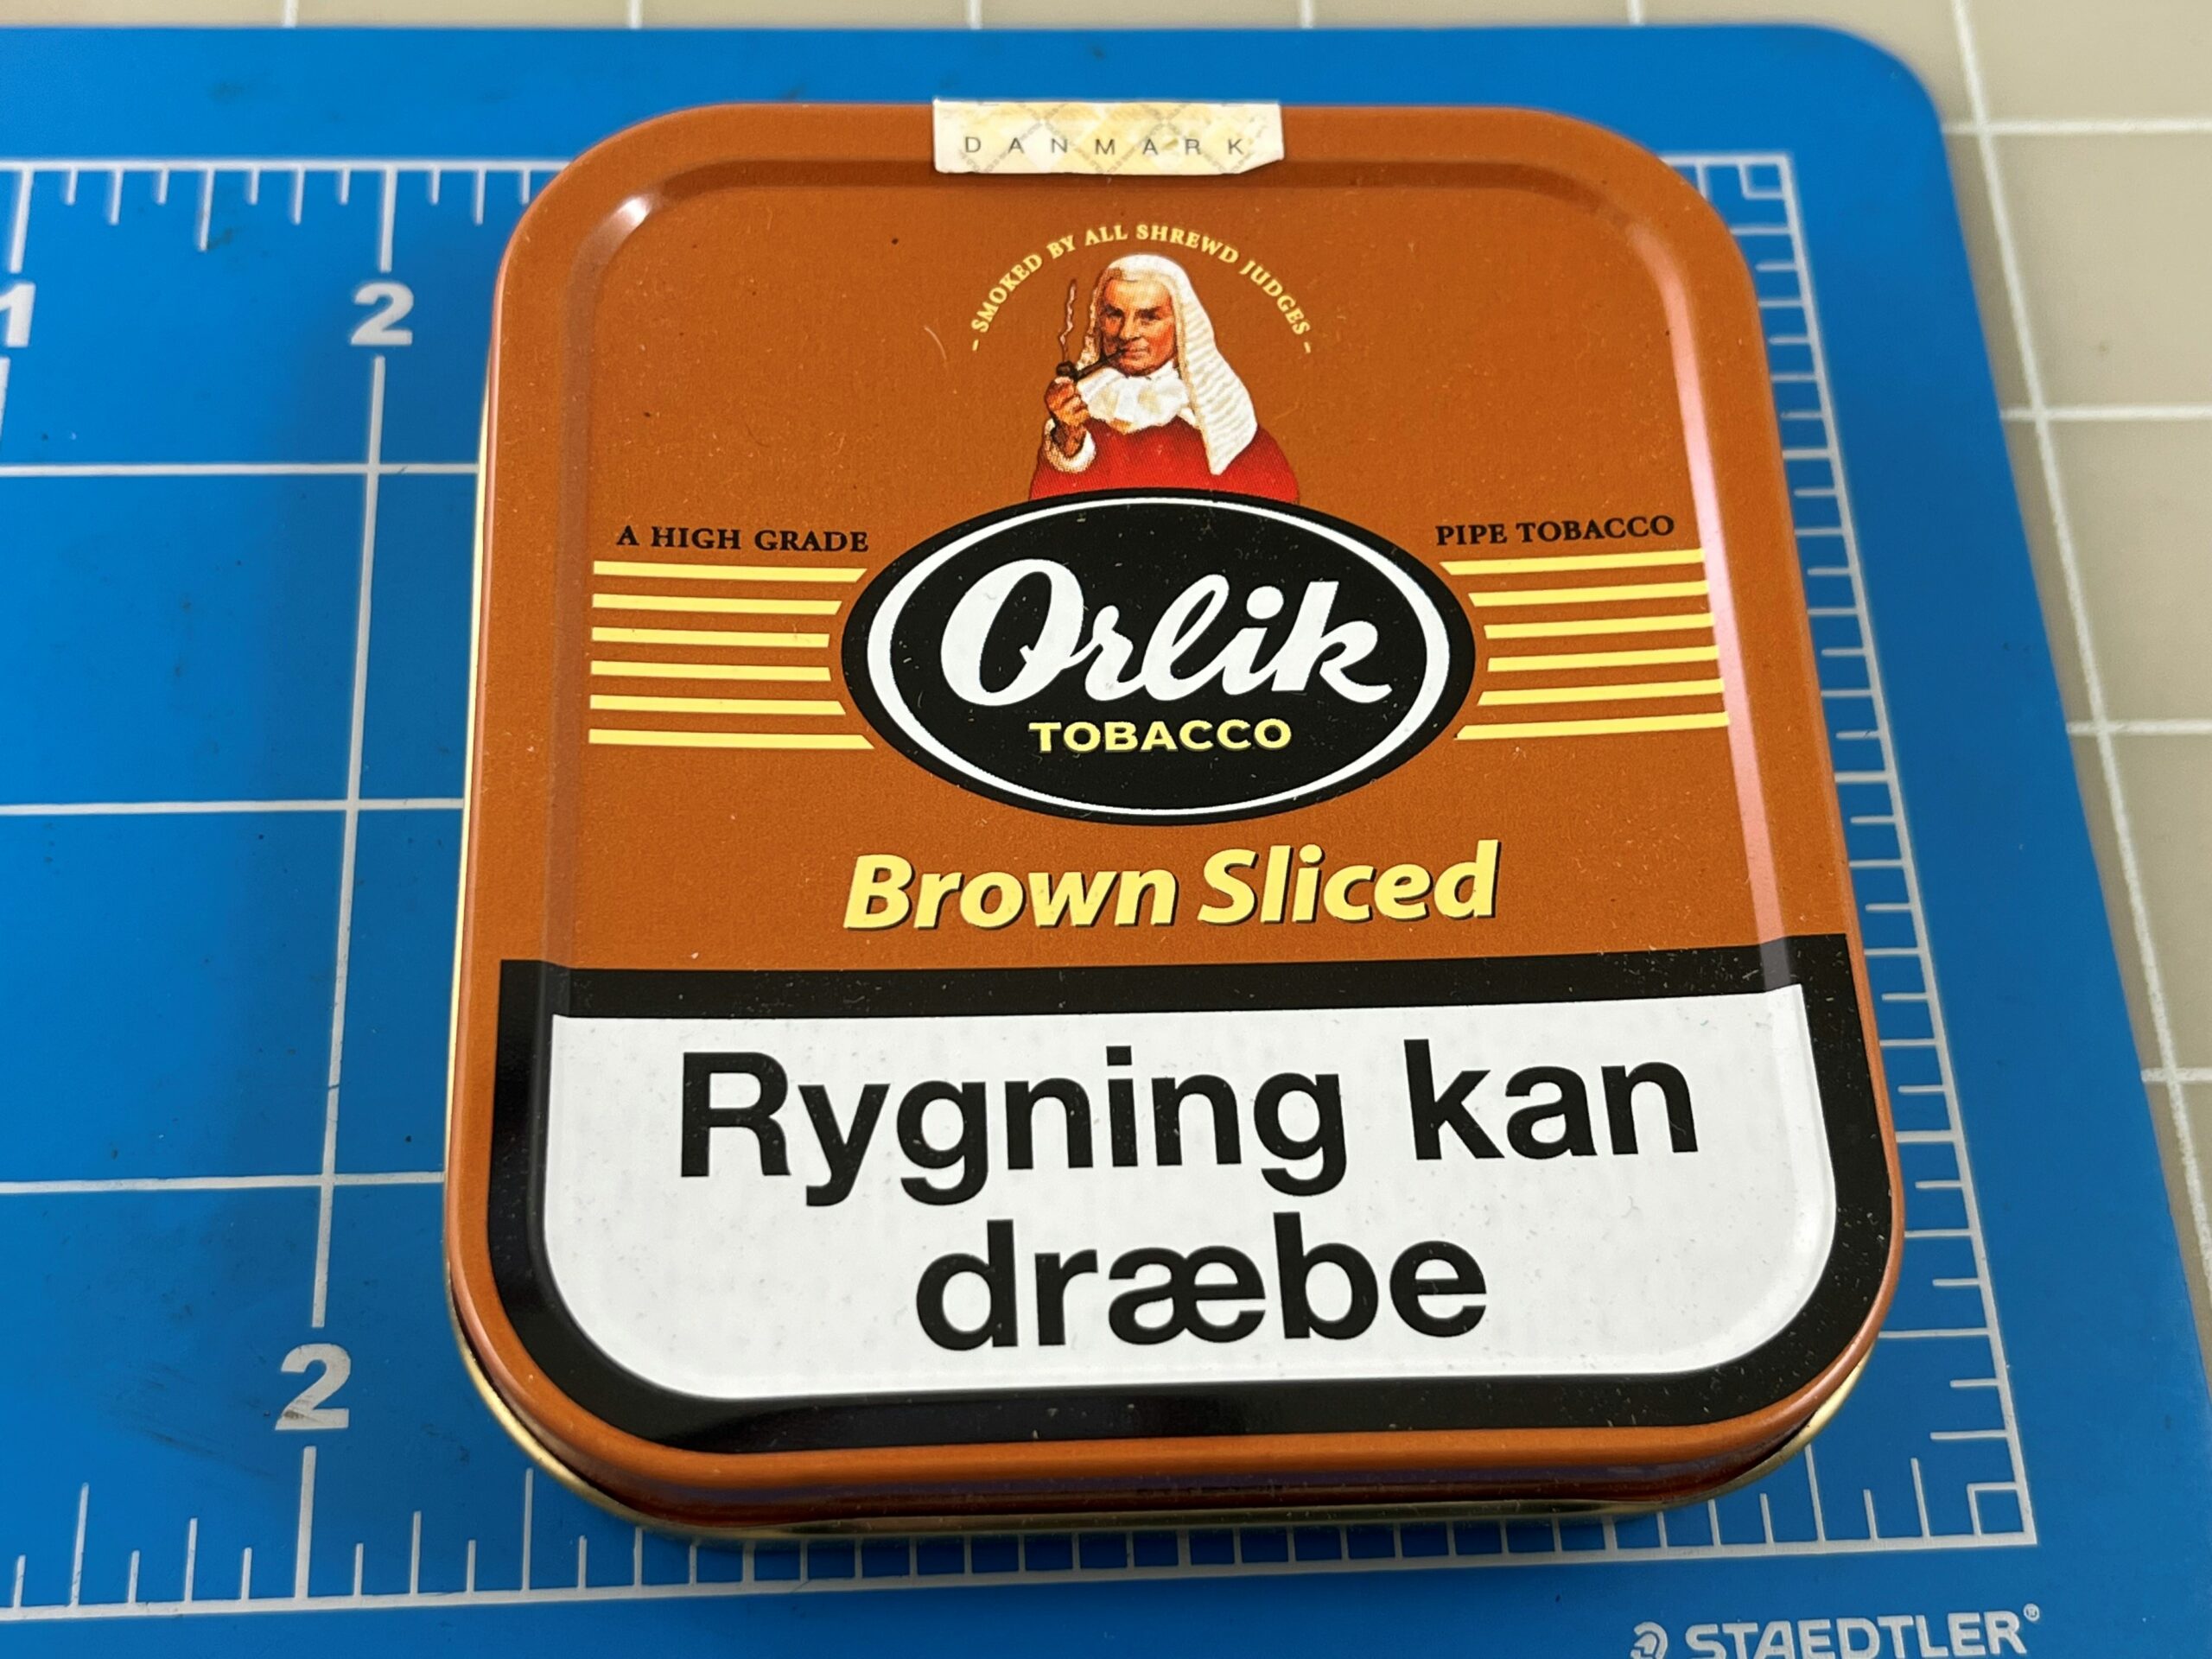 DANMARK
- SMOKED BY ALL SHREWD JUDGES -
1
2
A HIGH GRADE
PIPE TOBACCO
Orlik
TOBACCO
Brown Sliced
Rygning kan
dræbe
2
STAEDTLER®